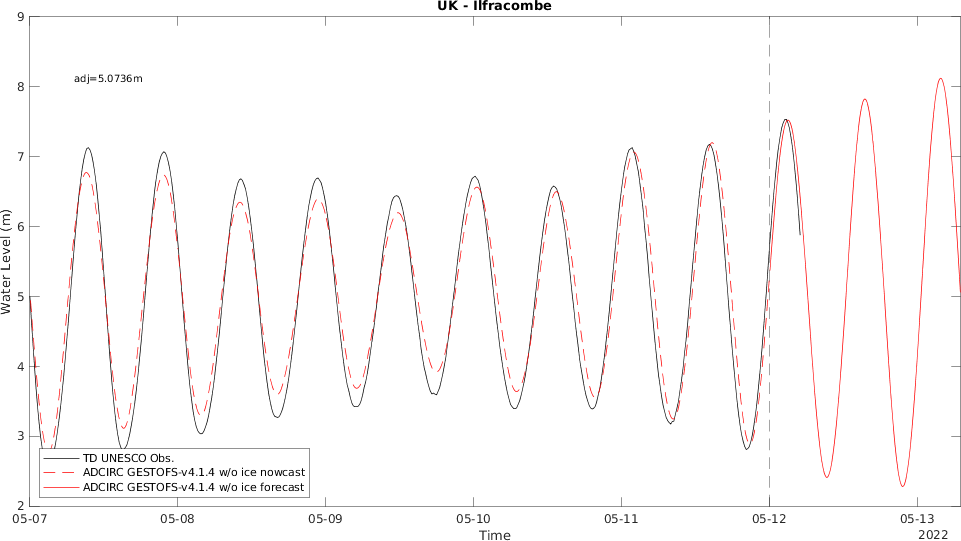 UK - Ilfracombe
adj=5.0736m
Water Level (m)
9
8
7
6
5
4
3
2
TD UNESCO Obs.
ADCIRC GESTOFS-v4.1.4 w/o ice nowcast
ADCIRC GESTOFS-v4.1.4 w/o ice forecast
05-07 05-08 05-09 05-10 05-11 05-12 05-13
Time 2022